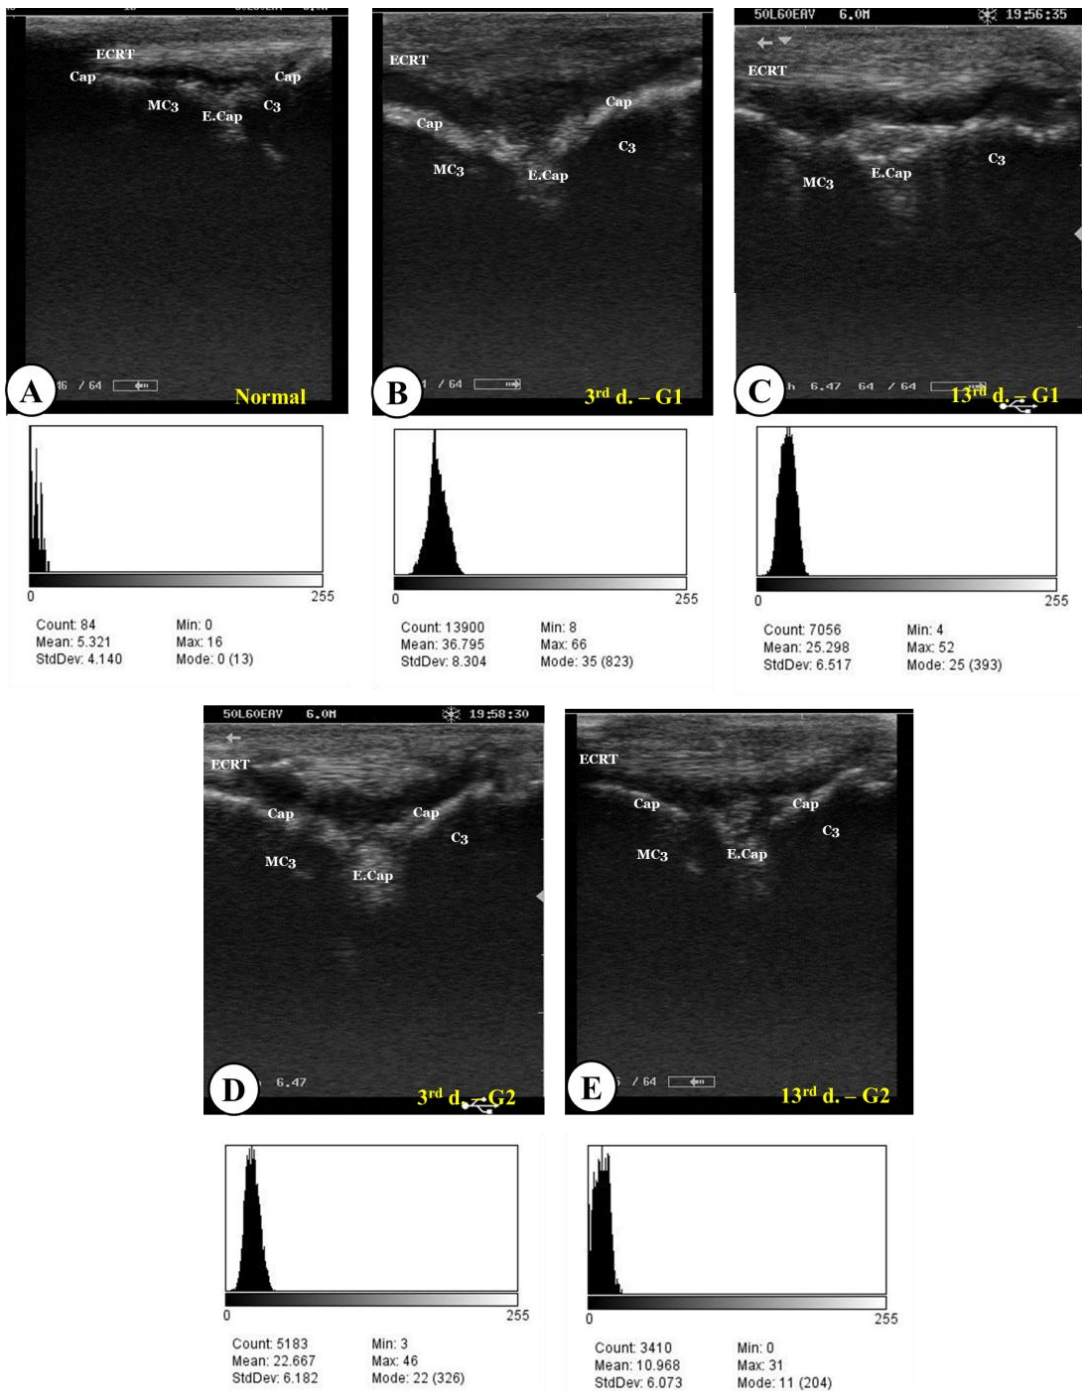 ECRT
Cap
Cap
MC3
C3
E.Cap
46 / 64
A
Normal
ECRT
Cap
Cap
C3
MC3
E.Cap
/ 64
B
3rd d. – G1
50L60EAV 6.0M 19:56:35
ECRT
C3
E.Cap
MC3
h 6.47 64 / 64
C
13rd d. – G1
0 255
Count: 84 Min: 0
Mean: 5.321 Max: 16
StdDev: 4.140 Mode: 0 (13)
0 255
Count: 13900 Min: 8
Mean: 36.795 Max: 66
StdDev: 8.304 Mode: 35 (823)
0 255
Count: 7056 Min: 4
Mean: 25.298 Max: 52
StdDev: 6.517 Mode: 25 (393)
50L60EAV 6.0M 19:58:30
ECRT
Cap
Cap
C3
MC3
E.Cap
6.47
D
3rd d. – G2
ECRT
Cap
Cap
C3
MC3
E.Cap
/ 64
E
13rd d. – G2
0 255
Count: 5183 Min: 3
Mean: 22.667 Max: 46
StdDev: 6.182 Mode: 22 (326)
0 255
Count: 3410 Min: 0
Mean: 10.968 Max: 31
StdDev: 6.073 Mode: 11 (204)